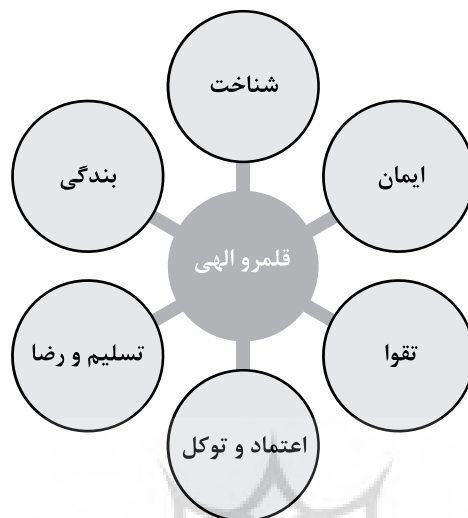 شناخت
ایمان
بندگی
قلمرو الهی
تقوا
تسلیم و رضا
اعتماد و توکل